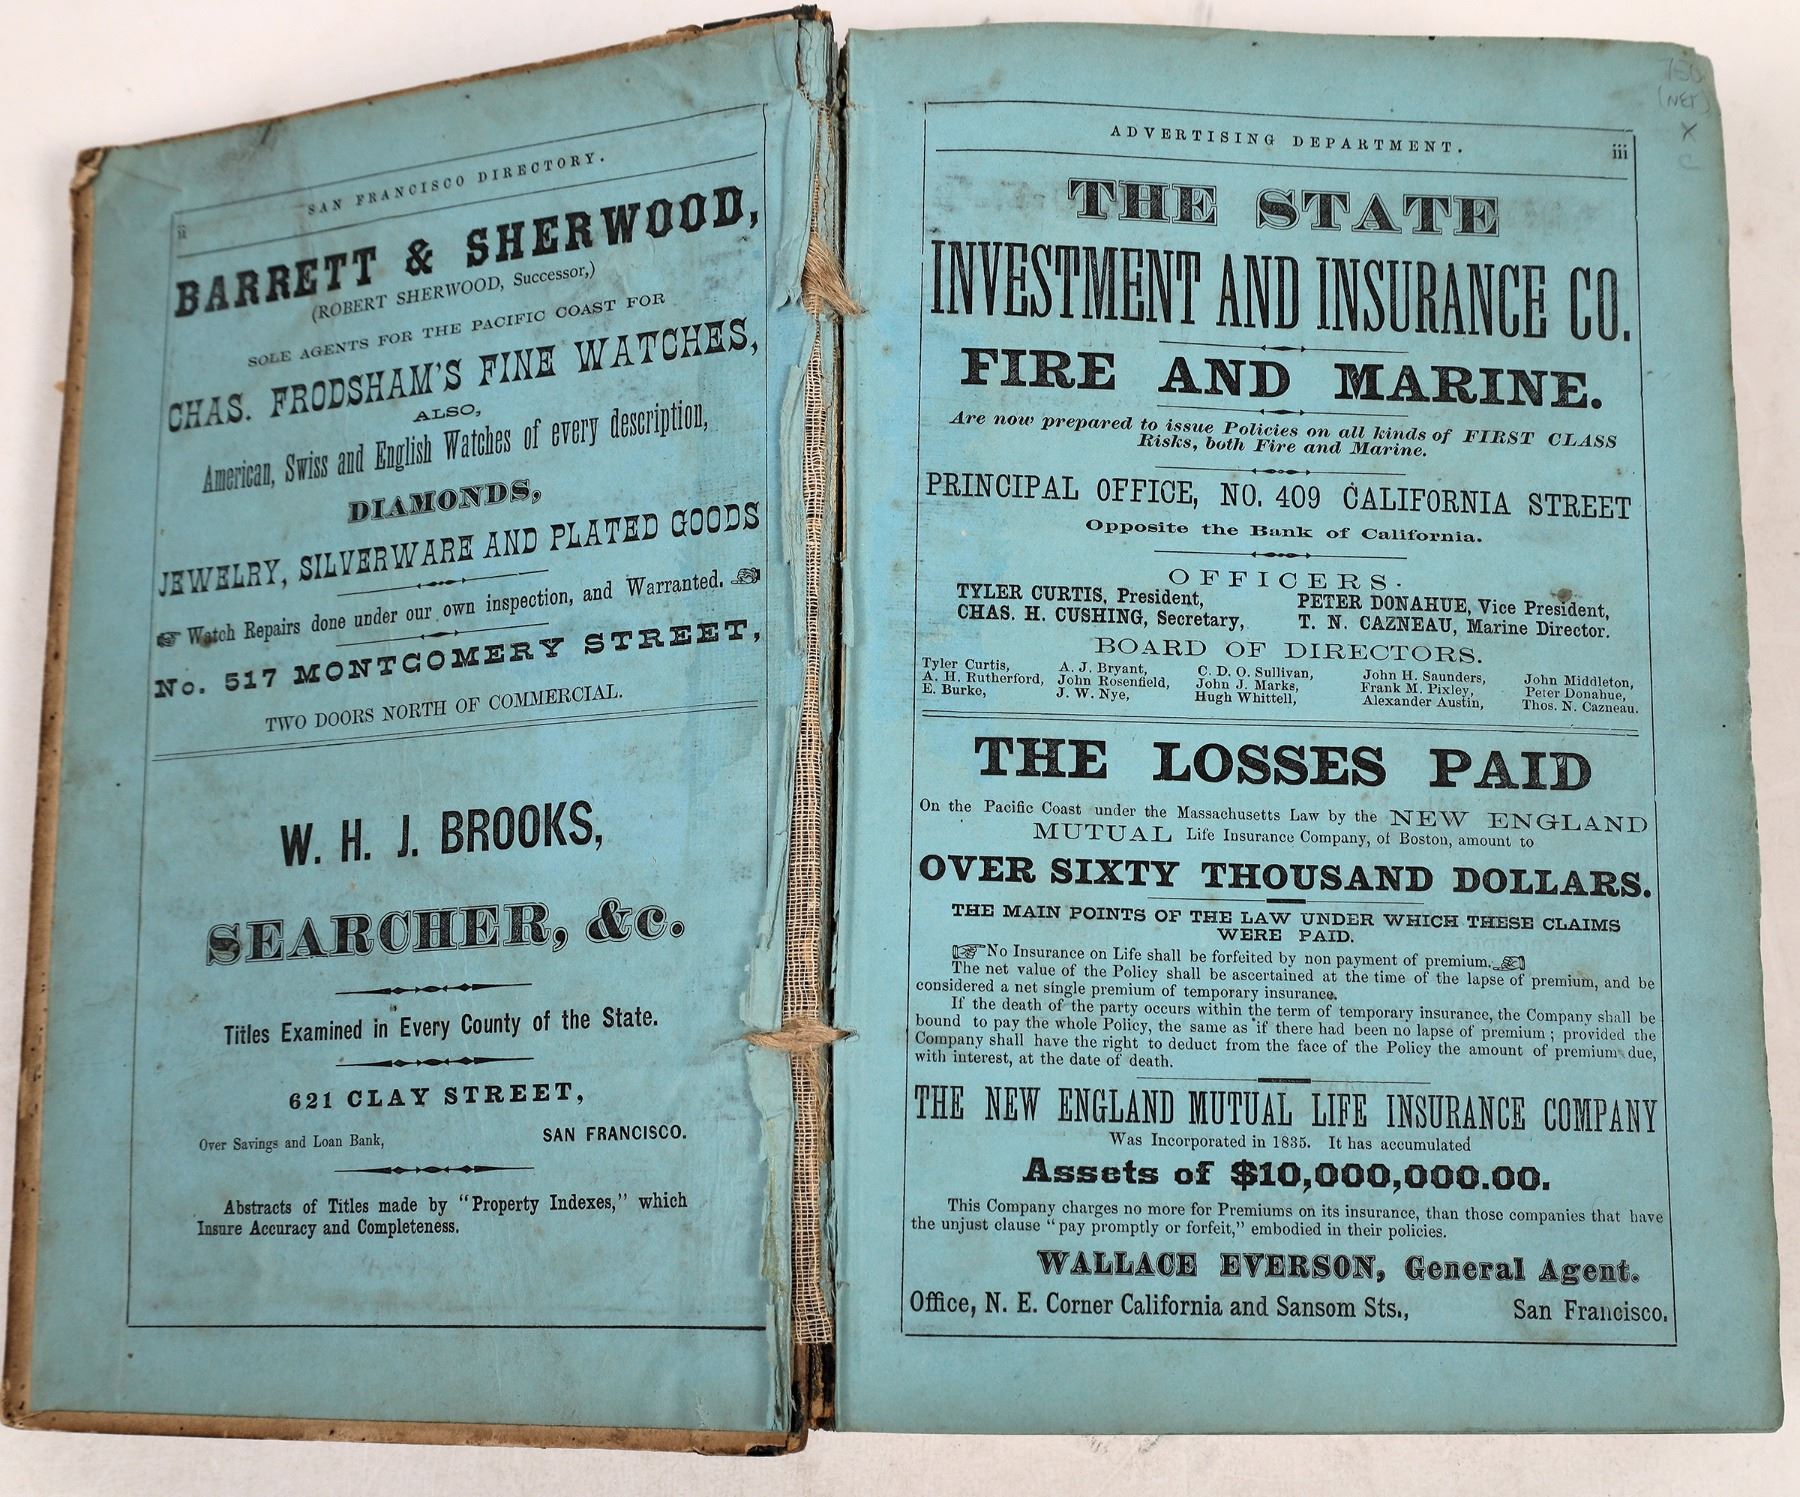 SAN FRANCISCO DIRECTORY.
ii
BARRETT & SHERWOOD,
(ROBERT SHERWOOD, Successor,)
SOLE AGENTS FOR THE PACIFIC COAST FOR
CHAS. FRODSHAM'S FINE WATCHES,
ALSO,
American, Swiss and English Watches of every description,
DIAMONDS,
JEWELRY, SILVERWARE AND PLATED GOODS
Watch Repairs done under our own inspection, and Warranted.
No. 517 MONTGOMERY STREET,
TWO DOORS NORTH OF COMMERCIAL.
W. H. J. BROOKS,
SEARCHER, &c.
Titles Examined in Every County of the State.
621 CLAY STREET,
Over Savings and Loan Bank, SAN FRANCISCO.
Abstracts of Titles made by "Property Indexes," which
Insure Accuracy and Completeness.
750
(NET)
X
C
ADVERTISING DEPARTMENT. iii
THE STATE
INVESTMENT AND INSURANCE CO.
FIRE AND MARINE.
Are now prepared to issue Policies on all kinds of FIRST CLASS
Risks, both Fire and Marine.
PRINCIPAL OFFICE, NO. 409 CALIFORNIA STREET
Opposite the Bank of California.
OFFICERS.
TYLER CURTIS, President, PETER DONAHUE, Vice President,
CHAS. H. CUSHING, Secretary, T. N. CAZNEAU, Marine Director.
BOARD OF DIRECTORS.
Tyler Curtis, A. J. Bryant, C. D. O. Sullivan, John H. Saunders, John Middleton,
A. H. Rutherford, John Rosenfield, John J. Marks, Frank M. Pixley, Peter Donahue,
E. Burke, J. W. Nye, Hugh Whittell, Alexander Austin, Thos. N. Cazneau.
THE LOSSES PAID
On the Pacific Coast under the Massachusetts Law by the NEW ENGLAND
MUTUAL Life Insurance Company, of Boston, amount to
OVER SIXTY THOUSAND DOLLARS.
THE MAIN POINTS OF THE LAW UNDER WHICH THESE CLAIMS
WERE PAID.
No Insurance on Life shall be forfeited by non payment of premium.
The net value of the Policy shall be ascertained at the time of the lapse of premium, and be
considered a net single premium of temporary insurance.
If the death of the party occurs within the term of temporary insurance, the Company shall be
bound to pay the whole Policy, the same as if there had been no lapse of premium; provided the
Company shall have the right to deduct from the face of the Policy the amount of premium due,
with interest, at the date of death.
THE NEW ENGLAND MUTUAL LIFE INSURANCE COMPANY
Was Incorporated in 1835. It has accumulated
Assets of $10,000,000.00.
This Company charges no more for Premiums on its insurance, than those companies that have
the unjust clause "pay promptly or forfeit," embodied in their policies.
WALLACE EVERSON, General Agent.
Office, N. E. Corner California and Sansom Sts., San Francisco.